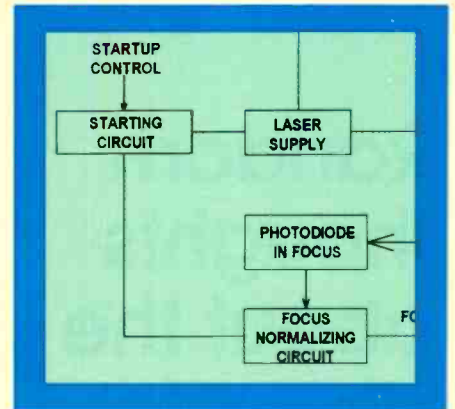 STARTUP
CONTROL
STARTING
CIRCUIT
LASER
SUPPLY
PHOTODIODE
IN FOCUS
FOCUS
NORMALIZING
CIRCUIT